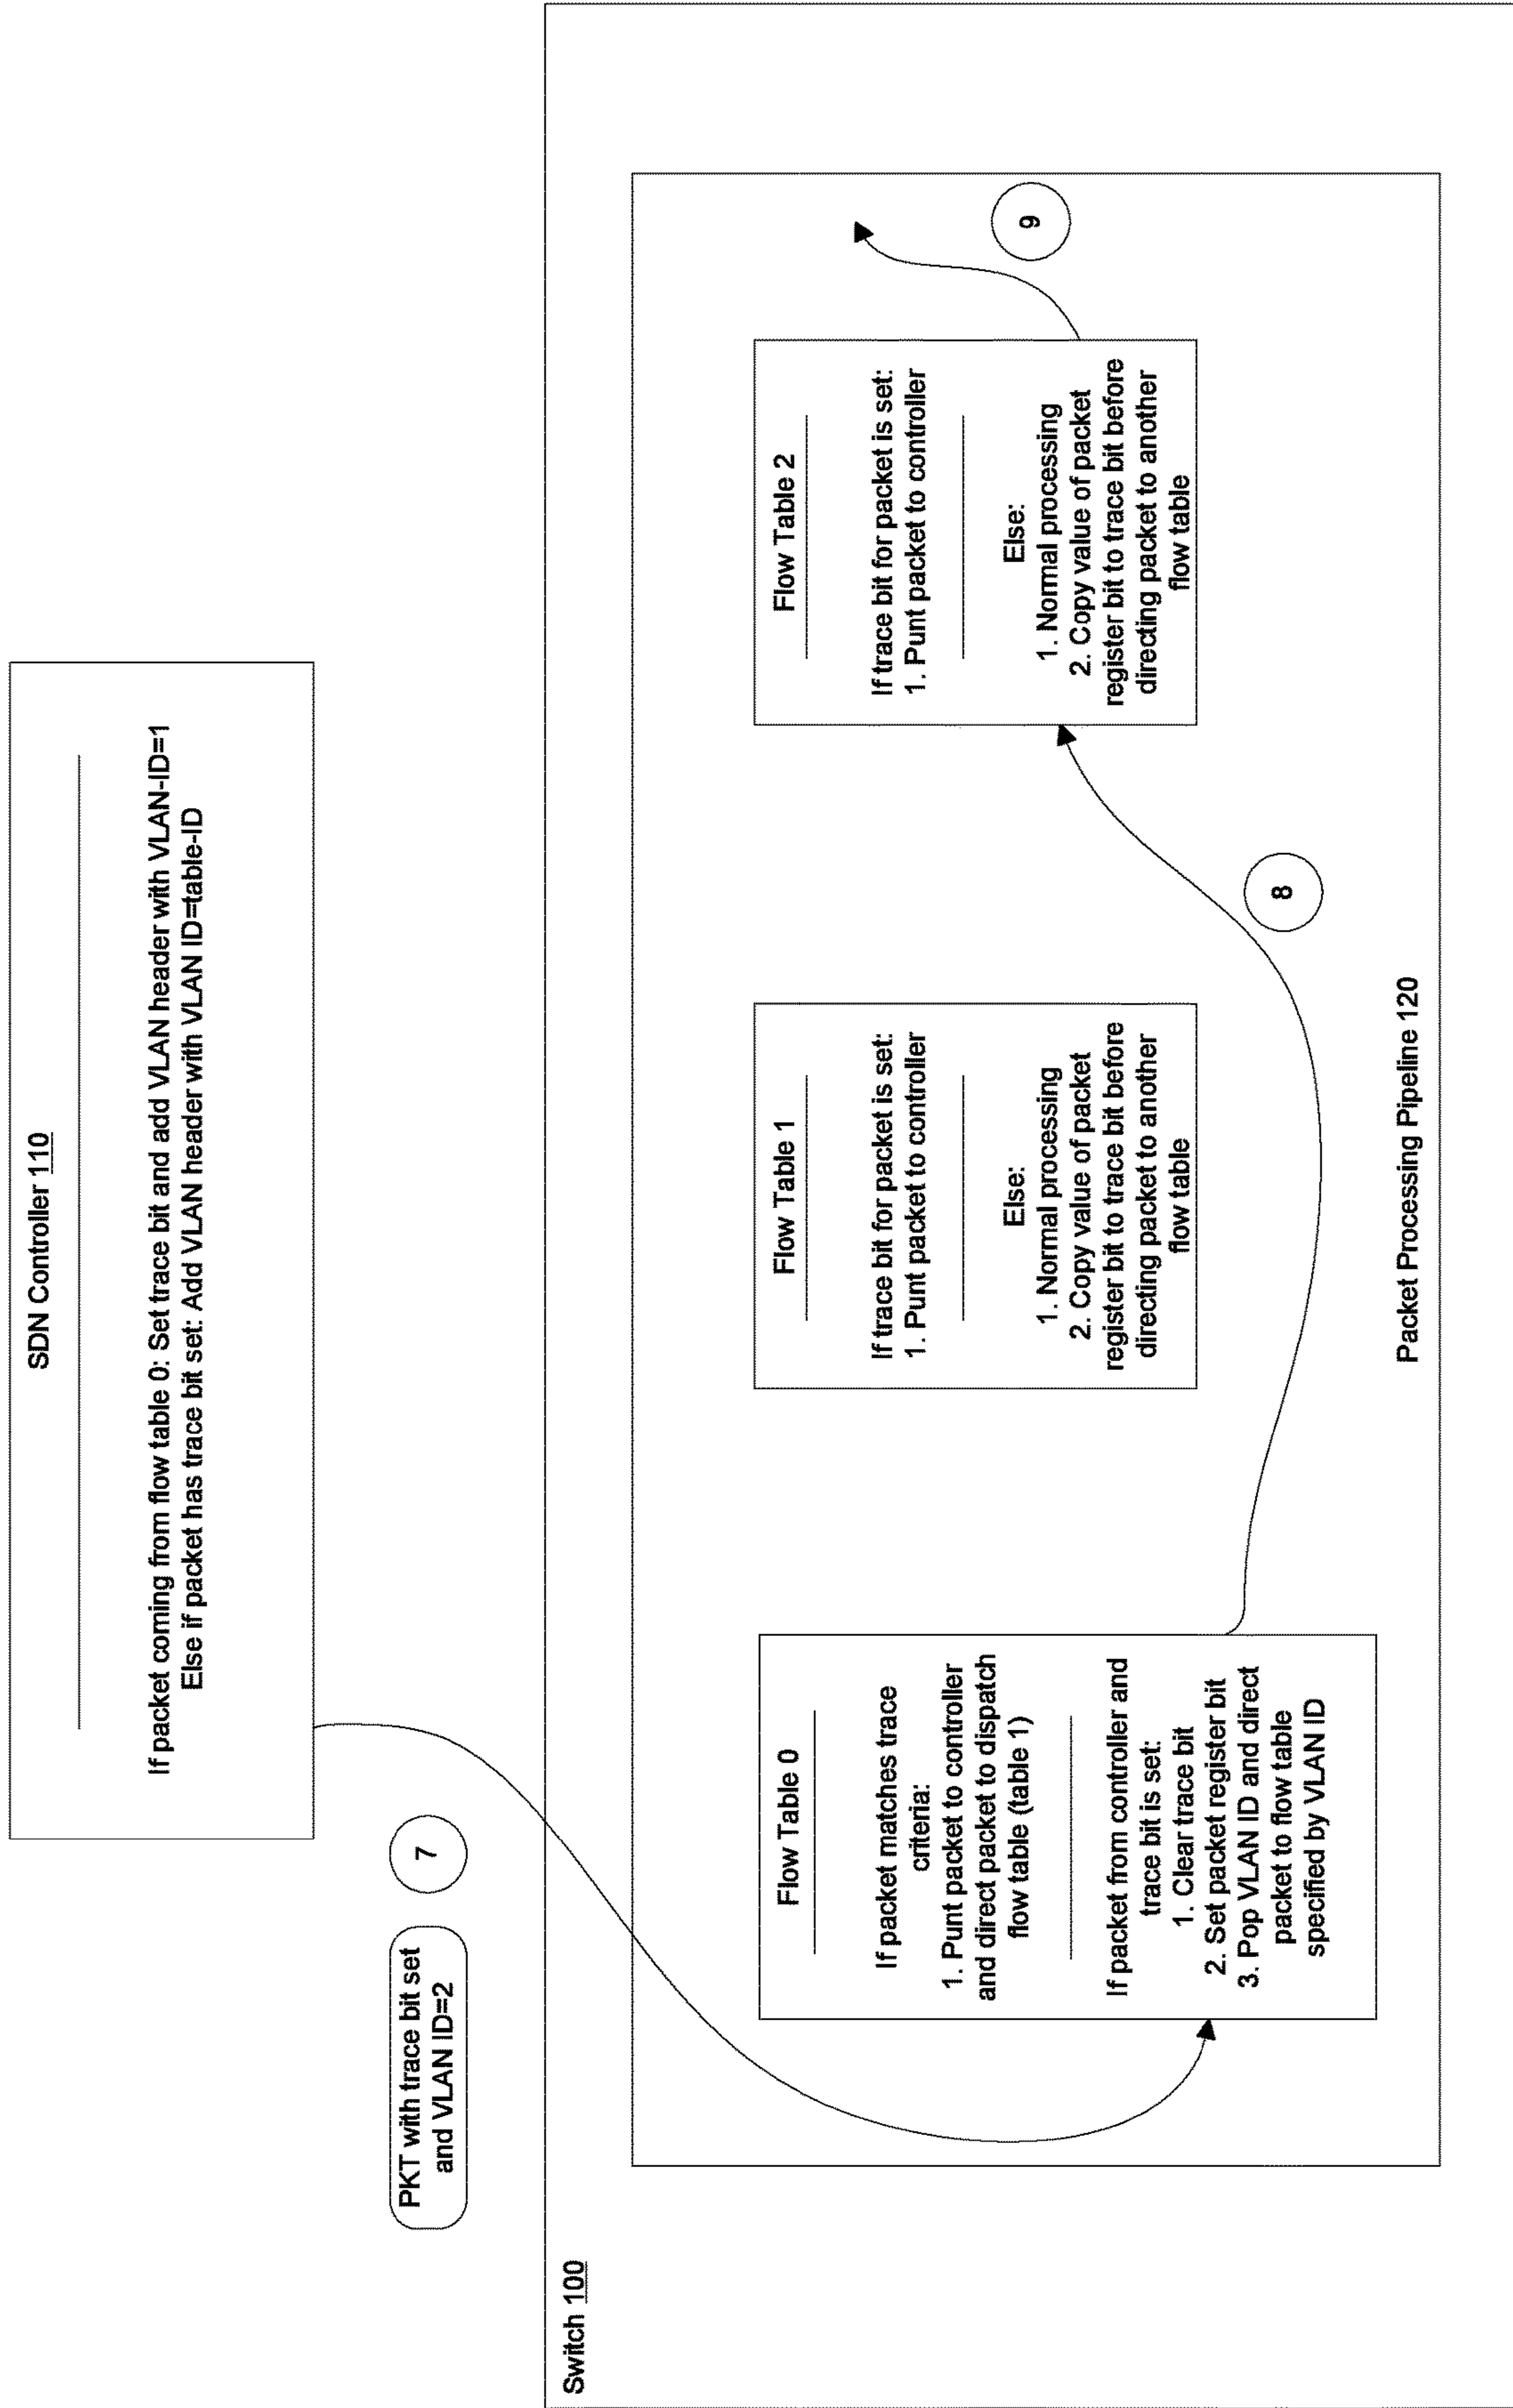 SDN Controller 110
If packet coming from flow table 0: Set trace bit and add VLAN header with VLAN-ID=1
Else if packet has trace bit set: Add VLAN header with VLAN ID=table-ID
PKT with trace bit set
and VLAN ID=2
7
Switch 100
Flow Table 0
If packet matches trace
criteria:
1. Punt packet to controller
and direct packet to dispatch
flow table (table 1)
If packet from controller and
trace bit is set:
1. Clear trace bit
2. Set packet register bit
3. Pop VLAN ID and direct
packet to flow table
specified by VLAN ID
Flow Table 1
If trace bit for packet is set:
1. Punt packet to controller
Else:
1. Normal processing
2. Copy value of packet
register bit to trace bit before
directing packet to another
flow table
Flow Table 2
If trace bit for packet is set:
1. Punt packet to controller
Else:
1. Normal processing
2. Copy value of packet
register bit to trace bit before
directing packet to another
flow table
9
8
Packet Processing Pipeline 120